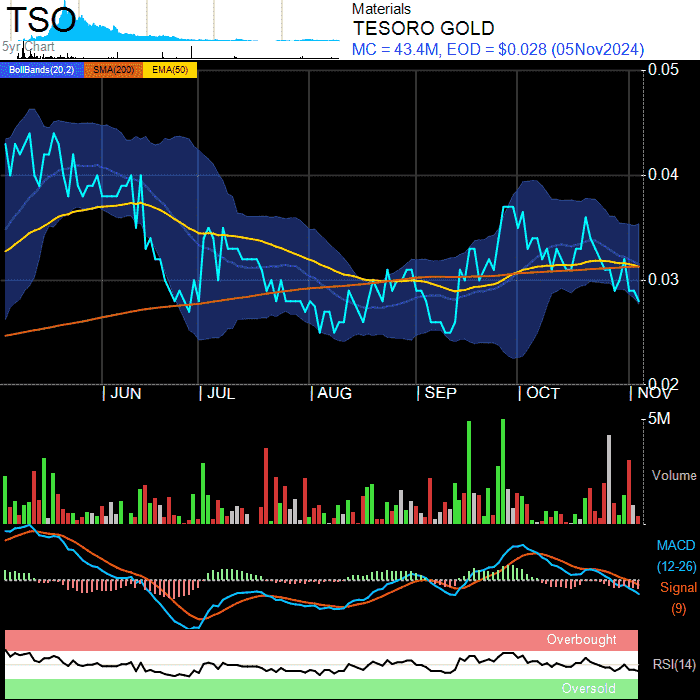 TSO
5yr Chart
Materials
TESORO GOLD
MC = 43.4M, EOD = $0.028 (05Nov2024)
BollBands(20,2) SMA(200) EMA(50)
0.05
0.04
0.03
0.02
JUN JUL AUG SEP OCT NOV
5M
Volume
MACD
(12-26)
Signal
(9)
Overbought
RSI(14)
Oversold